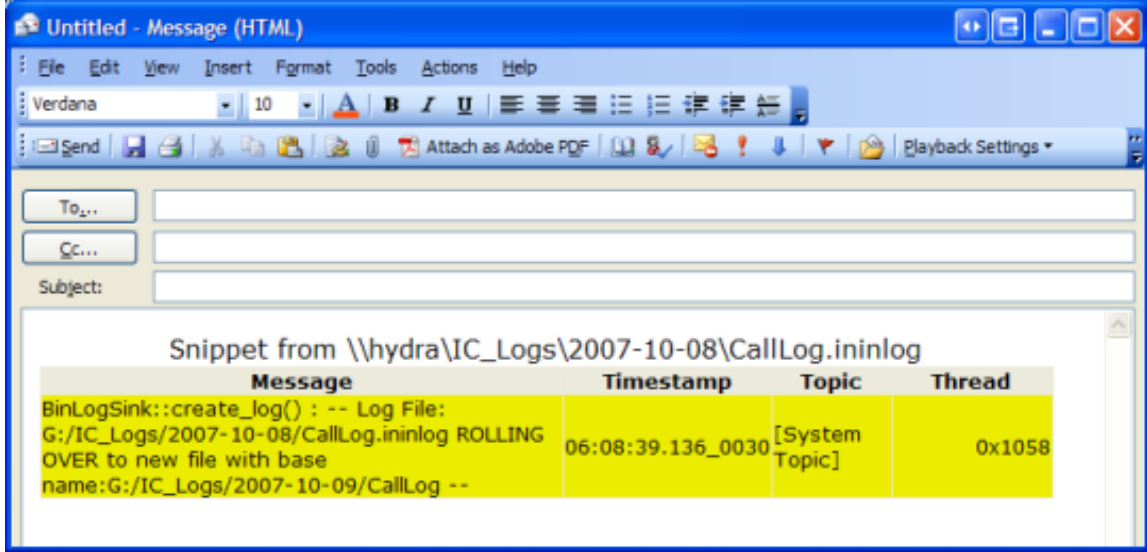 Untitled - Message (HTML)
File Edit View Insert Format Tools Actions Help
Verdana 10 A B I U
Send Attach as Adobe PDF Playback Settings
To...
Cc...
Subject:
Snippet from \\hydra\IC_Logs\2007-10-08\CallLog.ininlog
Message Timestamp Topic Thread
BinLogSink::create_log() : -- Log File:
G:/IC_Logs/2007-10-08/CallLog.ininlog ROLLING
OVER to new file with base
name:G:/IC_Logs/2007-10-09/CallLog --
06:08:39.136_0030
[System
Topic]
0x1058